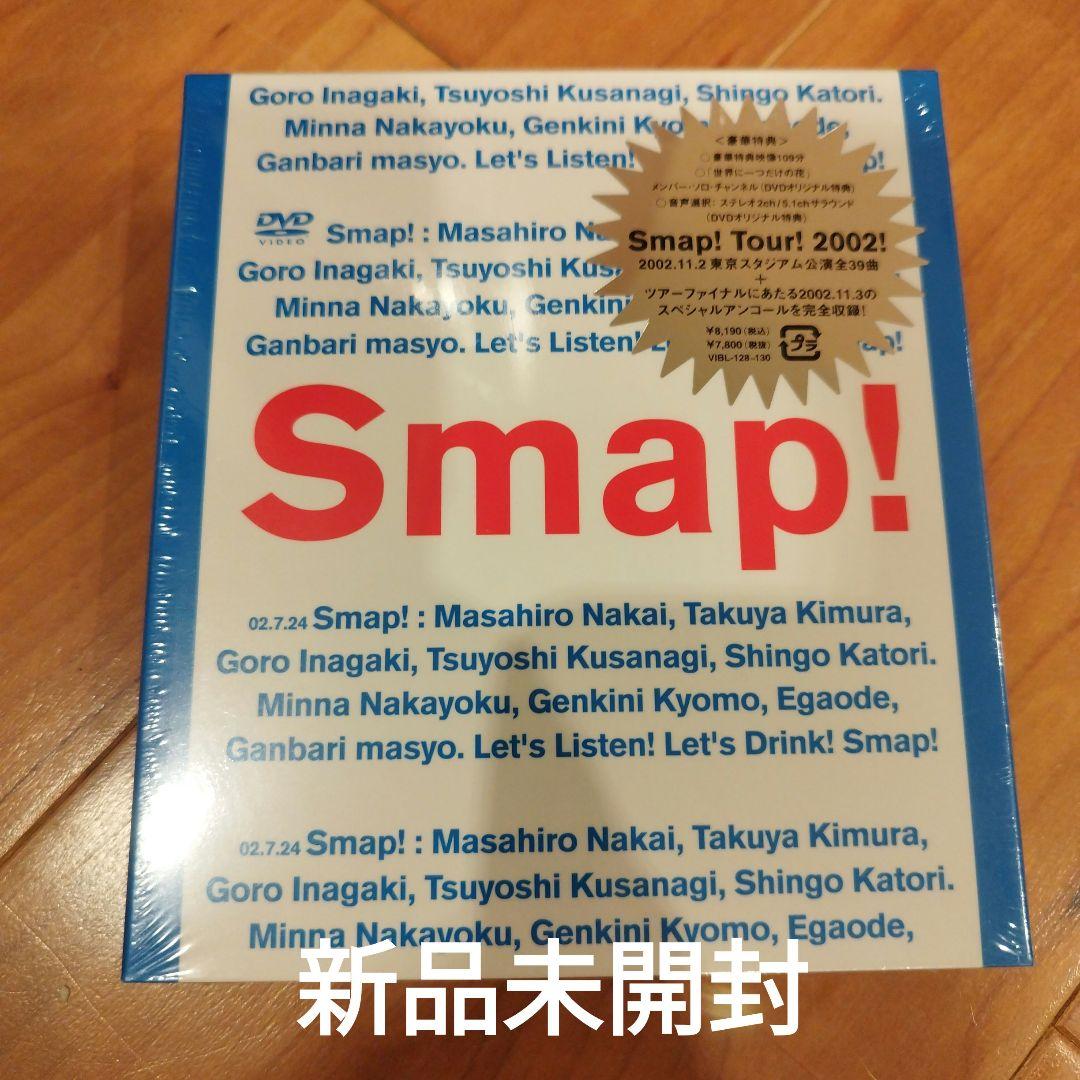 Goro Inagaki, Tsuyoshi Kusanagi, Shingo Katori.
Minna Nakayoku, Genkini
Ganbari masyo. Let's Listen!
DVD
VIDEO
Smap! : Masahiro
Goro Inagaki, Tsuyoshi
Minna Nakayoku, Genkini
Ganbari masyo. Let's Listen!
<豪華特典>
○豪華特典映像109分
○「世界に一つだけの花」
メンバー・ソロ・チャンネル(DVDオリジナル特典)
○音声選択: ステレオ2ch/5.1chサラウンド
(DVDオリジナル特典)
Smap! Tour! 2002!
2002.11.2 東京スタジアム公演全39曲
+
ツアーファイナルにあたる2002.11.3の
スペシャルアンコールを完全収録!
¥8,190(税込)
¥7,800(税抜)
VIBL-128-130
プラ
Smap!
02.7.24 Smap! : Masahiro Nakai, Takuya Kimura,
Goro Inagaki, Tsuyoshi Kusanagi, Shingo Katori.
Minna Nakayoku, Genkini Kyomo, Egaode,
Ganbari masyo. Let's Listen! Let's Drink! Smap!
02.7.24 Smap! : Masahiro Nakai, Takuya Kimura,
Goro Inagaki, Tsuyoshi Kusanagi, Shingo Katori.
Minna Nakayoku, Genkini Kyomo, Egaode,
新品未開封